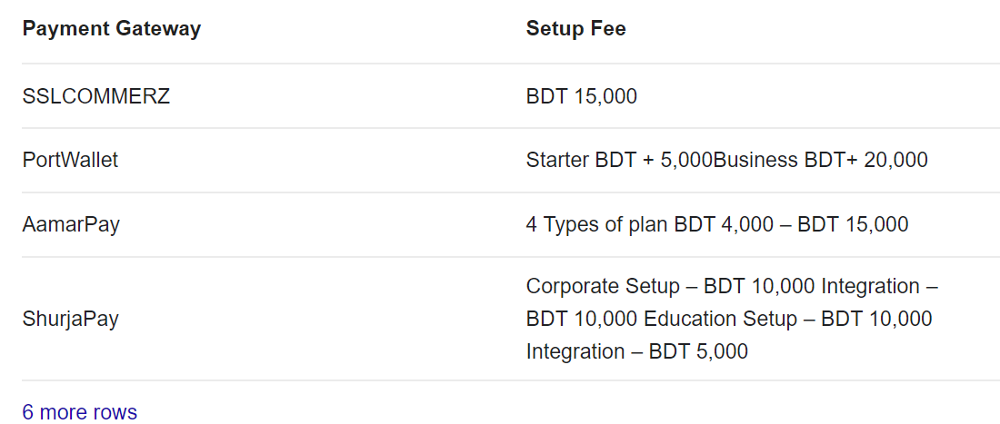 Payment Gateway Setup Fee
SSLCOMMERZ BDT 15,000
PortWallet Starter BDT + 5,000Business BDT+ 20,000
AamarPay 4 Types of plan BDT 4,000 – BDT 15,000
ShurjaPay Corporate Setup – BDT 10,000 Integration –
BDT 10,000 Education Setup – BDT 10,000
Integration – BDT 5,000
6 more rows